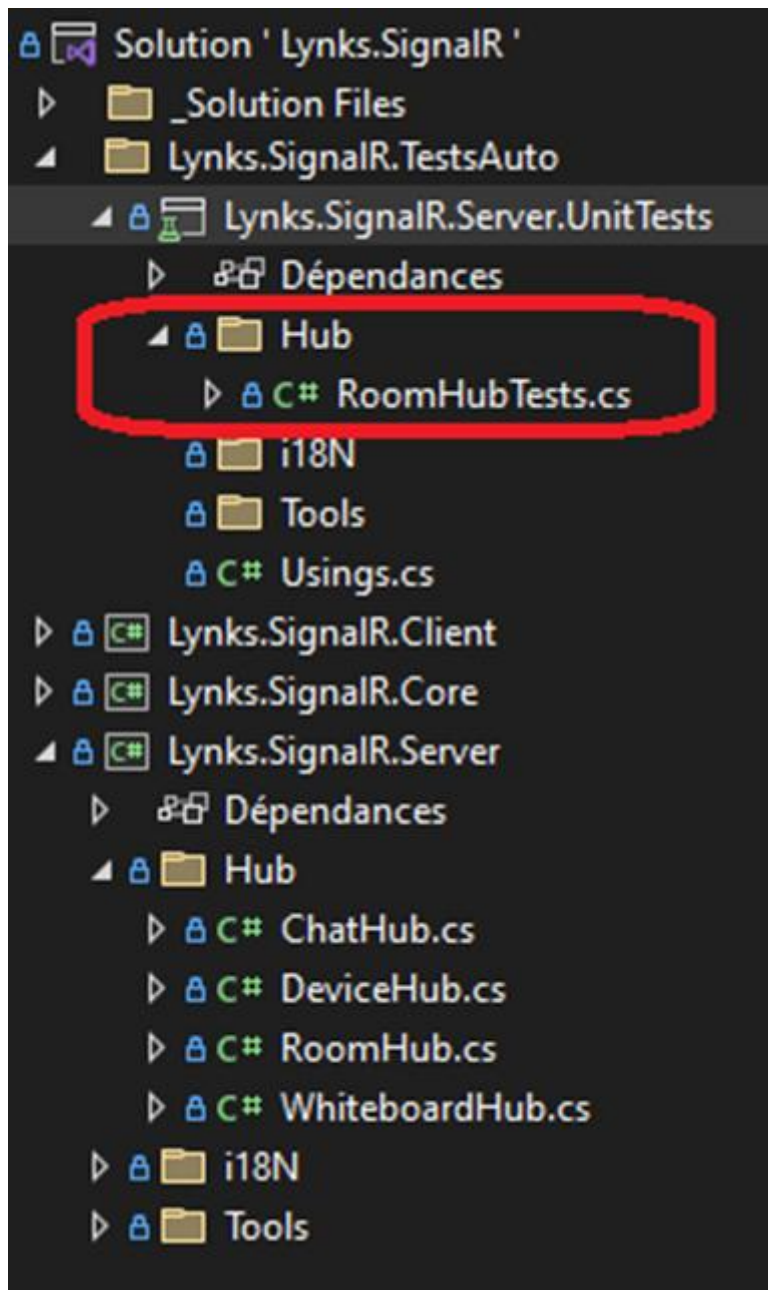 Solution ' Lynks.SignalR '
_Solution Files
Lynks.SignalR.TestsAuto
Lynks.SignalR.Server.UnitTests
Dépendances
Hub
C# RoomHubTests.cs
i18N
Tools
C# Usings.cs
C# Lynks.SignalR.Client
C# Lynks.SignalR.Core
C# Lynks.SignalR.Server
Dépendances
Hub
C# ChatHub.cs
C# DeviceHub.cs
C# RoomHub.cs
C# WhiteboardHub.cs
i18N
Tools